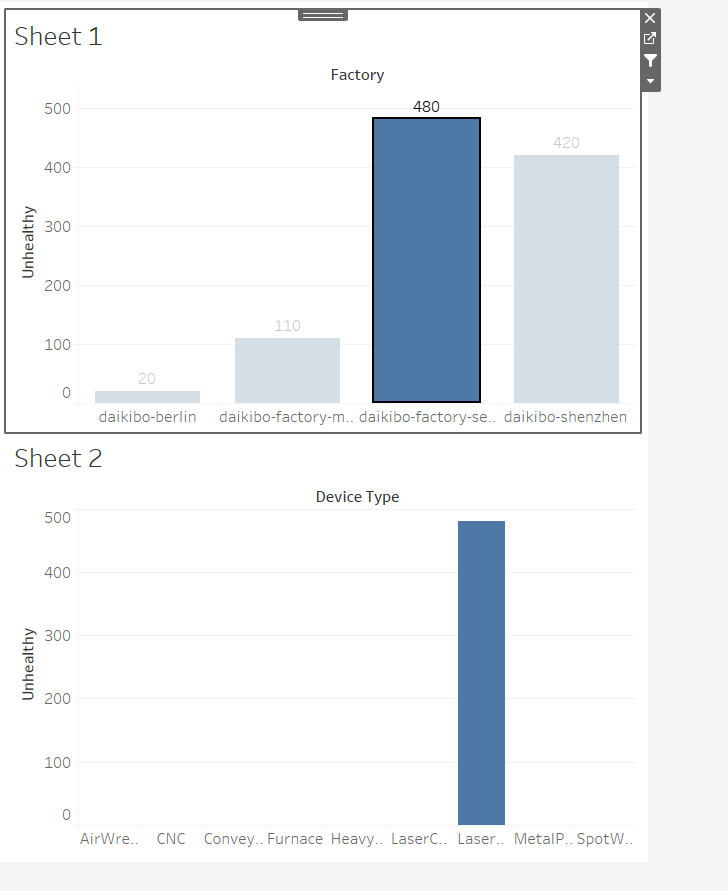 Sheet 1
Factory
Unhealthy
500
400
300
200
100
0
20
110
480
420
daikibo-berlin daikibo-factory-m.. daikibo-factory-se.. daikibo-shenzhen
Sheet 2
Device Type
Unhealthy
500
400
300
200
100
0
AirWre.. CNC Convey.. Furnace Heavy.. LaserC.. Laser.. MetalP.. SpotW..